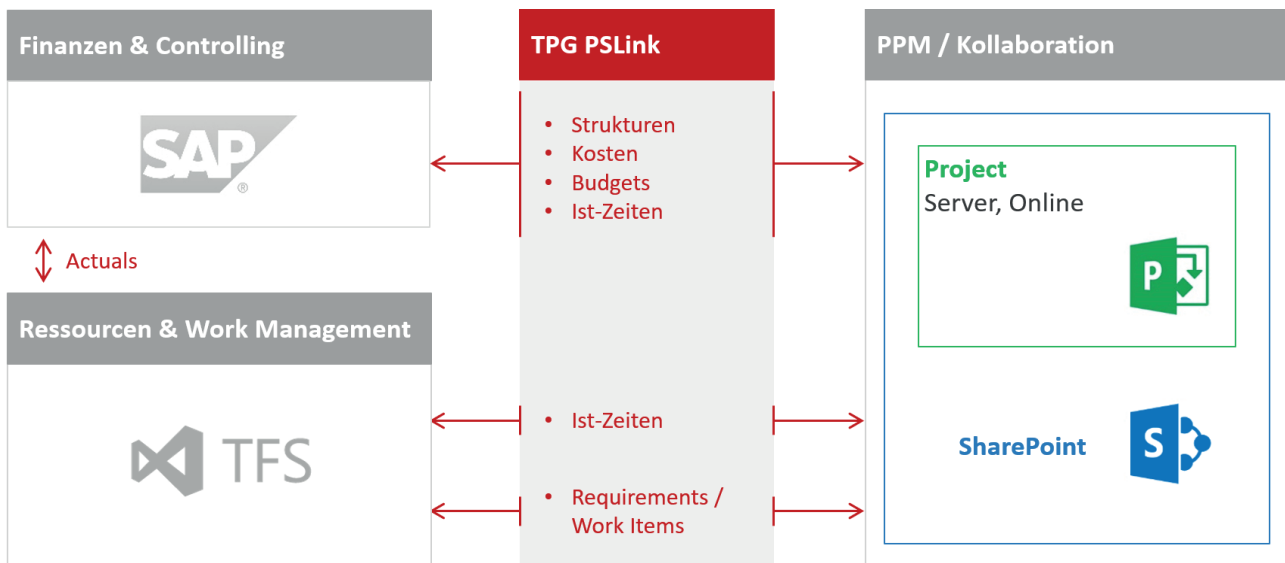 Finanzen & Controlling
SAP
®
Actuals
Ressourcen & Work Management
TFS
TPG PSLink
• Strukturen
• Kosten
• Budgets
• Ist-Zeiten
• Ist-Zeiten
• Requirements /
Work Items
PPM / Kollaboration
Project
Server, Online
P
SharePoint
S